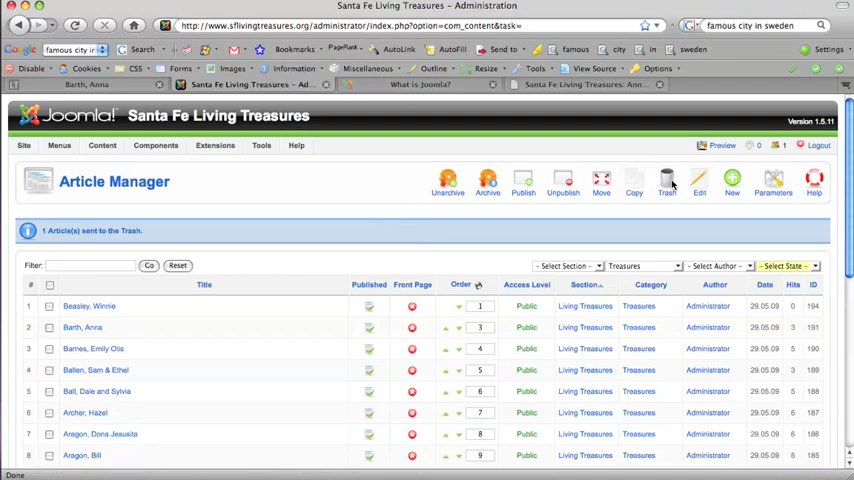 Santa Fe Living Treasures - Administration
http://www.sflivingtreasures.org/administrator/index.php?option=com_content&task=
famous city in sweden
Google famous city in Search Bookmarks PageRank AutoLink AutoFill Send to famous city in sweden Settings
Disable Cookies CSS Forms Images Information Miscellaneous Outline Resize Tools View Source Options
Barth, Anna Santa Fe Living Treasures - Ad... What is Joomla? Santa Fe Living Treasures: Ann...
Joomla! Santa Fe Living Treasures Version 1.5.11
Site Menus Content Components Extensions Tools Help Preview 0 1 Logout
Article Manager
Unarchive Archive Publish Unpublish Move Copy Trash Edit New Parameters Help
1 Article(s) sent to the Trash.
Filter: Go Reset - Select Section - Treasures - Select Author - - Select State -
# Title Published Front Page Order Access Level Section Category Author Date Hits ID
1 Beasley, Winnie 1 Public Living Treasures Treasures Administrator 29.05.09 0 194
2 Barth, Anna 3 Public Living Treasures Treasures Administrator 29.05.09 3 191
3 Barnes, Emily Otis 4 Public Living Treasures Treasures Administrator 29.05.09 5 190
4 Ballen, Sam & Ethel 5 Public Living Treasures Treasures Administrator 29.05.09 3 189
5 Ball, Dale and Sylvia 6 Public Living Treasures Treasures Administrator 29.05.09 5 188
6 Archer, Hazel 7 Public Living Treasures Treasures Administrator 29.05.09 6 187
7 Aragon, Dona Jesusita 8 Public Living Treasures Treasures Administrator 29.05.09 6 186
8 Aragon, Bill 9 Public Living Treasures Treasures Administrator 29.05.09 5 185
Done